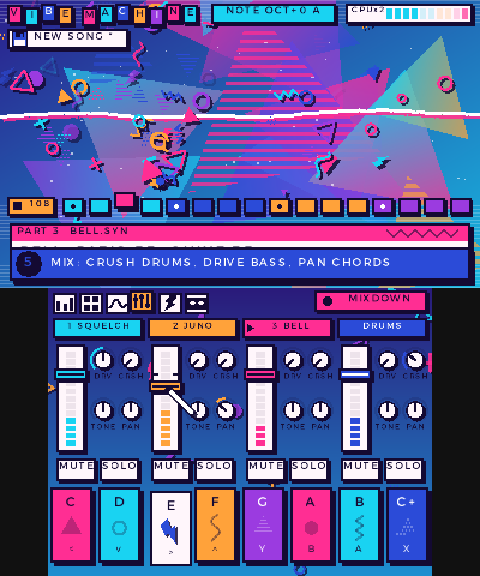 VIBE MACHINE
NOTE OCT+0 A
CPU×2
NEW SONG *
108
PART 3 BELL.SYN
5 MIX: CRUSH DRUMS, DRIVE BASS, PAN CHORDS
MIXDOWN
1 SQUELCH 2 JUNO 3 BELL DRUMS
DRV CRSH DRV CRSH DRV CRSH
TONE PAN TONE PAN TONE PAN TONE PAN
MUTE SOLO MUTE SOLO MUTE SOLO MUTE SOLO
C D E F G A B C+
< v > ^ Y B A X